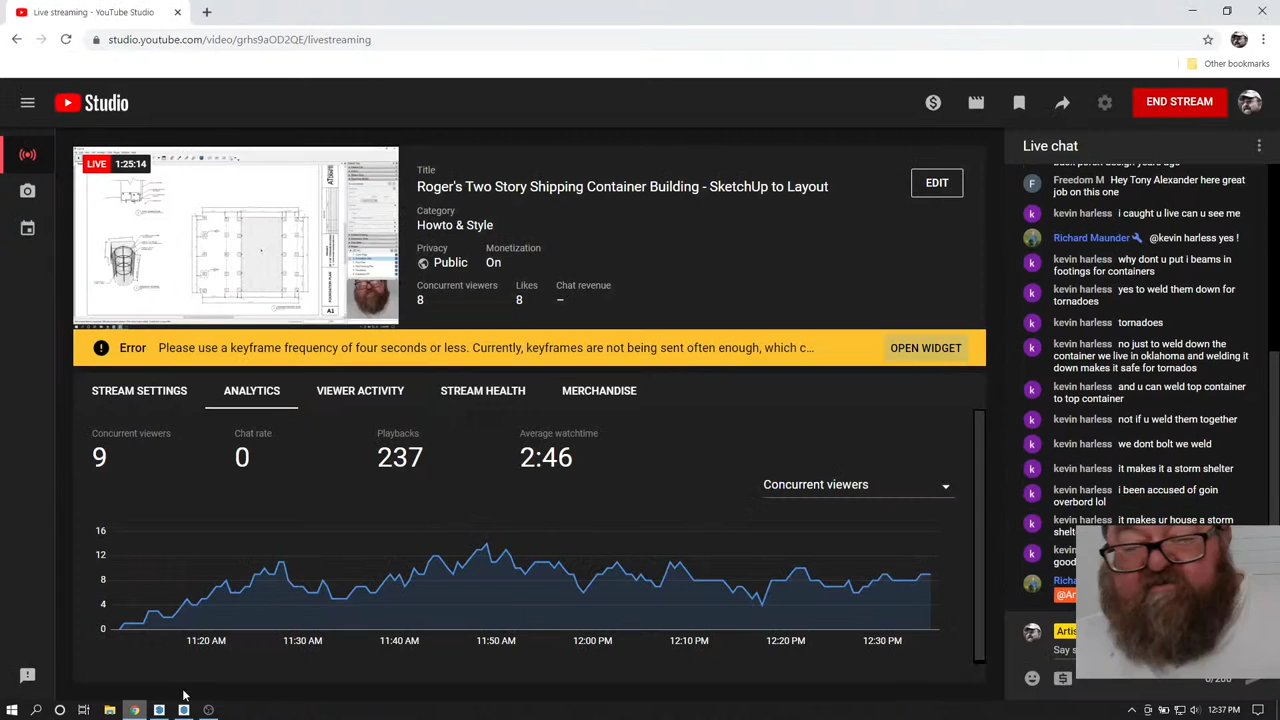 Live streaming - YouTube Studio
studio.youtube.com/video/grhs9aOD2QE/livestreaming
Other bookmarks
Studio
END STREAM
LIVE 1:25:14
A1
Title
Roger's Two Story Shipping Container Building - SketchUp to Layout
EDIT
Category
Howto & Style
Privacy Monetization
Public On
Concurrent viewers Likes Chat revenue
8 8 –
Error Please use a keyframe frequency of four seconds or less. Currently, keyframes are not being sent often enough, which c...
OPEN WIDGET
STREAM SETTINGS ANALYTICS VIEWER ACTIVITY STREAM HEALTH MERCHANDISE
Concurrent viewers Chat rate Playbacks Average watchtime
9 0 237 2:46
Concurrent viewers
16
12
8
4
0
11:20 AM 11:30 AM 11:40 AM 11:50 AM 12:00 PM 12:10 PM 12:20 PM 12:30 PM
Live chat
Hey Tony Alexander had great
job on this one
kevin harless i caught u live can u see me
Richard Maunder @kevin harless Yes!
kevin harless why dont u put i beams in
footings for containers
kevin harless yes to weld them down for
tornadoes
kevin harless tornadoes
kevin harless no just to weld down the
container we live in oklahoma and welding it
down makes it safe for tornados
kevin harless and u can weld top container
to top container
kevin harless not if u weld them together
kevin harless we dont bolt we weld
kevin harless it makes it a storm shelter
kevin harless i been accused of goin
overbord lol
kevin harless it makes ur house a storm
kevin
good
12:37 PM